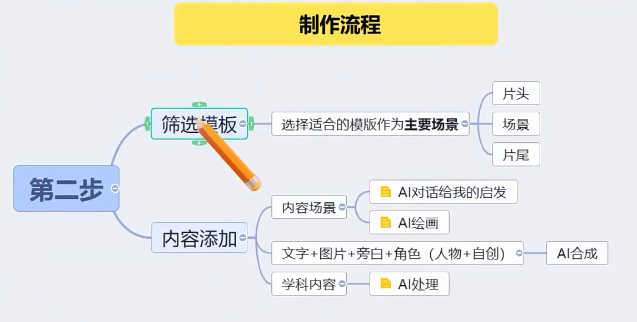 制作流程
第二步
筛选模板
选择适合的模版作为主要场景
片头
场景
片尾
内容添加
内容场景
AI对话给我的启发
AI绘画
文字+图片+旁白+角色（人物+自创）
AI合成
学科内容
AI处理